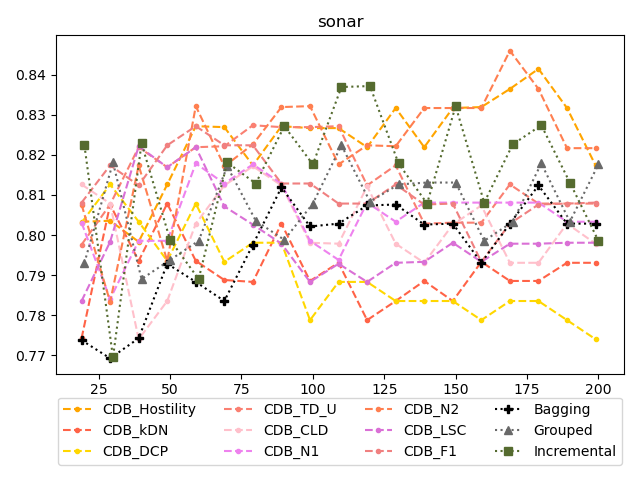 sonar
0.84
0.83
0.82
0.81
0.80
0.79
0.78
0.77
25 50 75 100 125 150 175 200
CDB_Hostility CDB_TD_U CDB_N2 Bagging
CDB_kDN CDB_CLD CDB_LSC Grouped
CDB_DCP CDB_N1 CDB_F1 Incremental